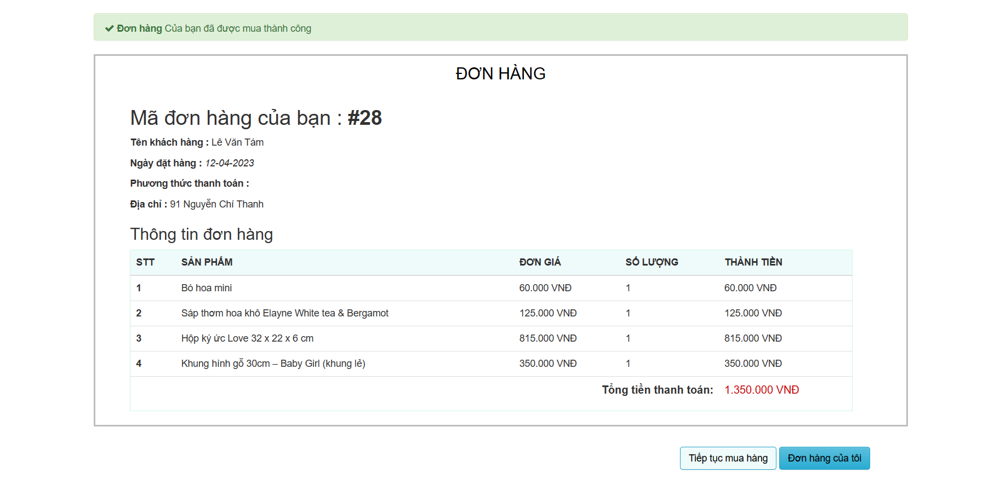 Đơn hàng Của bạn đã được mua thành công
ĐƠN HÀNG
Mã đơn hàng của bạn : #28
Tên khách hàng : Lê Văn Tám
Ngày đặt hàng : 12-04-2023
Phương thức thanh toán :
Địa chỉ : 91 Nguyễn Chí Thanh
Thông tin đơn hàng
STT SẢN PHẨM ĐƠN GIÁ SỐ LƯỢNG THÀNH TIỀN
1 Bó hoa mini 60.000 VNĐ 1 60.000 VNĐ
2 Sáp thơm hoa khô Elayne White tea & Bergamot 125.000 VNĐ 1 125.000 VNĐ
3 Hộp ký ức Love 32 x 22 x 6 cm 815.000 VNĐ 1 815.000 VNĐ
4 Khung hình gỗ 30cm – Baby Girl (khung lẻ) 350.000 VNĐ 1 350.000 VNĐ
Tổng tiền thanh toán: 1.350.000 VNĐ
Tiếp tục mua hàng Đơn hàng của tôi